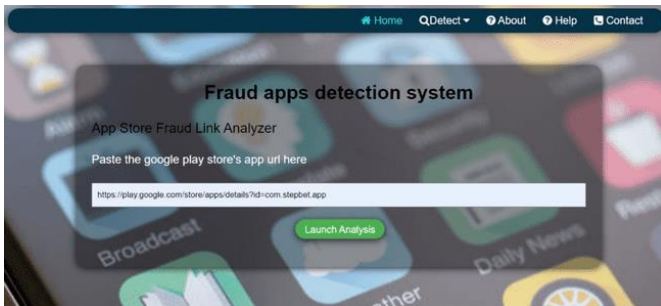 Home Detect About Help Contact
Fraud apps detection system
App Store Fraud Link Analyzer
Paste the google play store's app url here
https://play.google.com/store/apps/details?id=com.stepbet.app
Launch Analysis
Broadcast
Daily News
Security